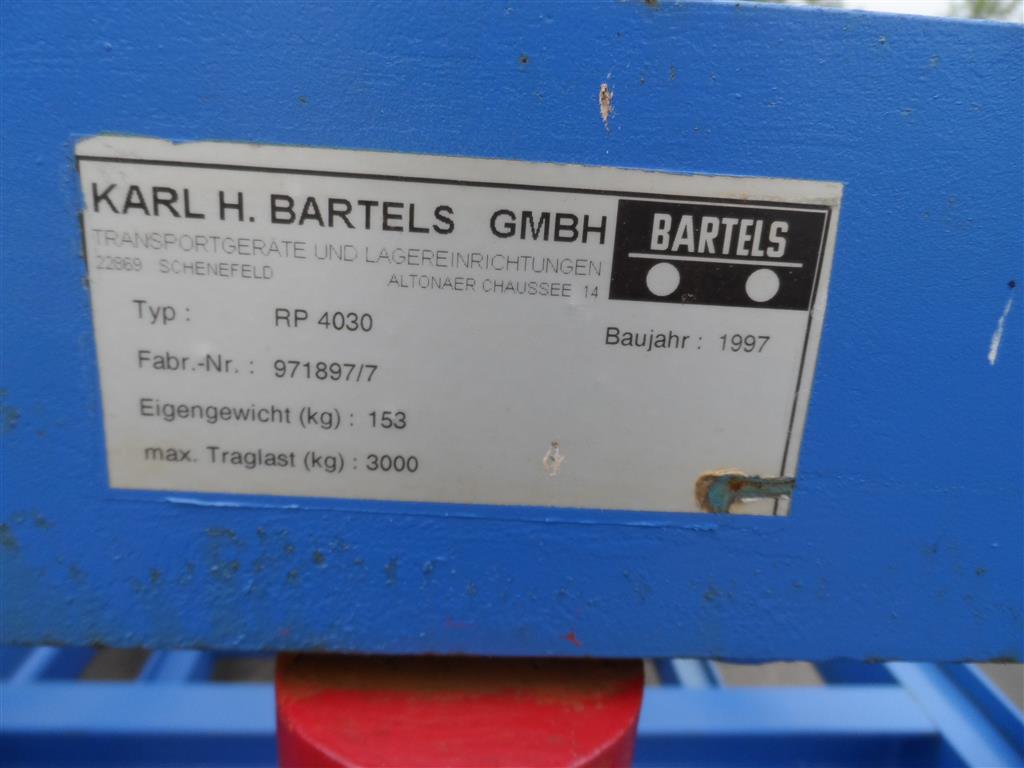 KARL H. BARTELS GMBH
BARTELS
TRANSPORTGERÄTE UND LAGEREINRICHTUNGEN
22869 SCHENEFELD ALTONAER CHAUSSEE 14
Typ : RP 4030 Baujahr : 1997
Fabr.-Nr. : 971897/7
Eigengewicht (kg) : 153
max. Traglast (kg) : 3000